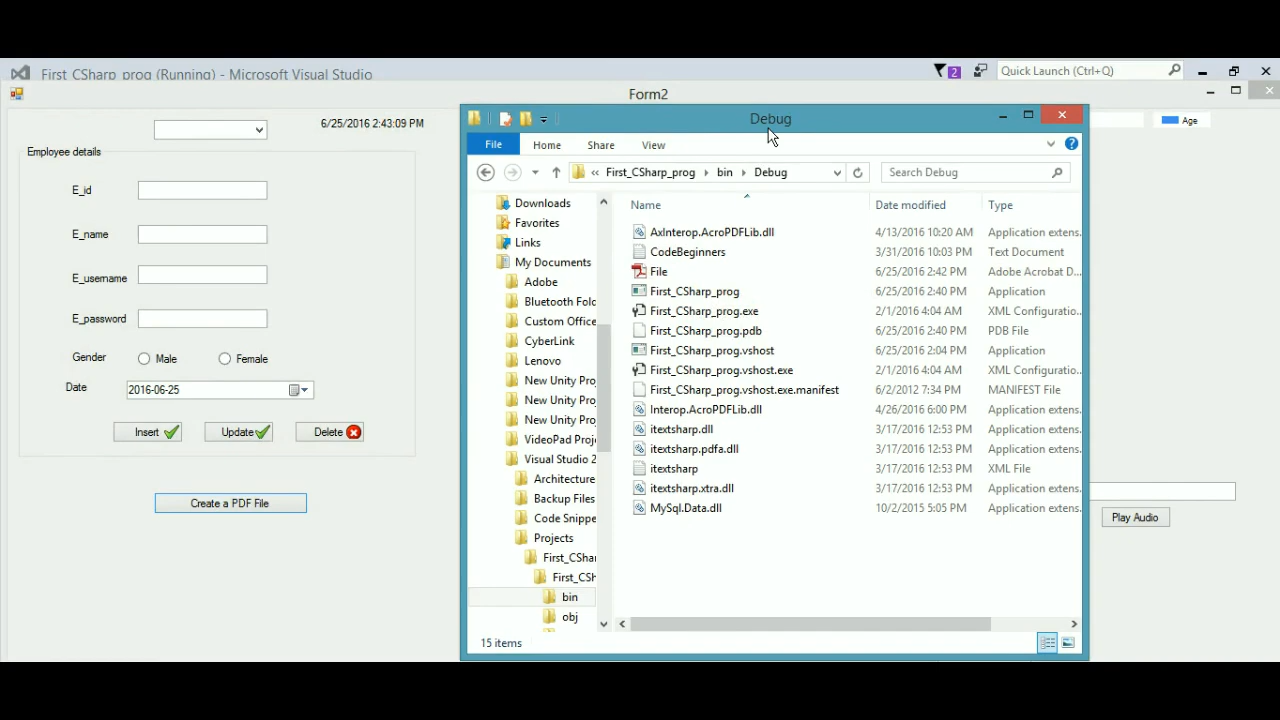 First_CSharp_prog (Running) - Microsoft Visual Studio
2
Quick Launch (Ctrl+Q)
Form2
6/25/2016 2:43:09 PM
Employee details
E_id
E_name
E_username
E_password
Gender
Male
Female
Date
2016-06-25
Insert
Update
Delete
Create a PDF File
Debug
File
Home
Share
View
« First_CSharp_prog
bin
Debug
Search Debug
Downloads
Favorites
Links
My Documents
Adobe
Bluetooth Fold
Custom Office
CyberLink
Lenovo
New Unity Proj
New Unity Proj
New Unity Proj
VideoPad Proje
Visual Studio 2
Architecture
Backup Files
Code Snippe
Projects
First_CShar
First_CSh
bin
obj
Name Date modified Type
AxInterop.AcroPDFLib.dll 4/13/2016 10:20 AM Application extens.
CodeBeginners 3/31/2016 10:03 PM Text Document
File 6/25/2016 2:42 PM Adobe Acrobat D...
First_CSharp_prog 6/25/2016 2:40 PM Application
First_CSharp_prog.exe 2/1/2016 4:04 AM XML Configuratio..
First_CSharp_prog.pdb 6/25/2016 2:40 PM PDB File
First_CSharp_prog.vshost 6/25/2016 2:04 PM Application
First_CSharp_prog.vshost.exe 2/1/2016 4:04 AM XML Configuratio..
First_CSharp_prog.vshost.exe.manifest 6/2/2012 7:34 PM MANIFEST File
Interop.AcroPDFLib.dll 4/26/2016 6:00 PM Application extens.
itextsharp.dll 3/17/2016 12:53 PM Application extens.
itextsharp.pdfa.dll 3/17/2016 12:53 PM Application extens.
itextsharp 3/17/2016 12:53 PM XML File
itextsharp.xtra.dll 3/17/2016 12:53 PM Application extens.
MySql.Data.dll 10/2/2015 5:05 PM Application extens.
15 items
Age
Play Audio